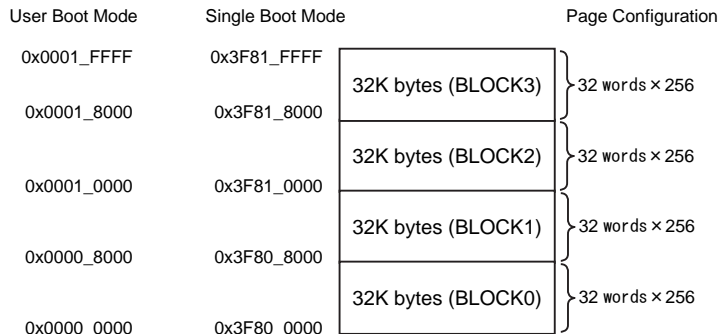 User Boot Mode Single Boot Mode Page Configuration
0x0001_FFFF 0x3F81_FFFF
32K bytes (BLOCK3) 32 words×256
0x0001_8000 0x3F81_8000
32K bytes (BLOCK2) 32 words×256
0x0001_0000 0x3F81_0000
32K bytes (BLOCK1) 32 words×256
0x0000_8000 0x3F80_8000
32K bytes (BLOCK0) 32 words×256
0x0000_0000 0x3F80_0000